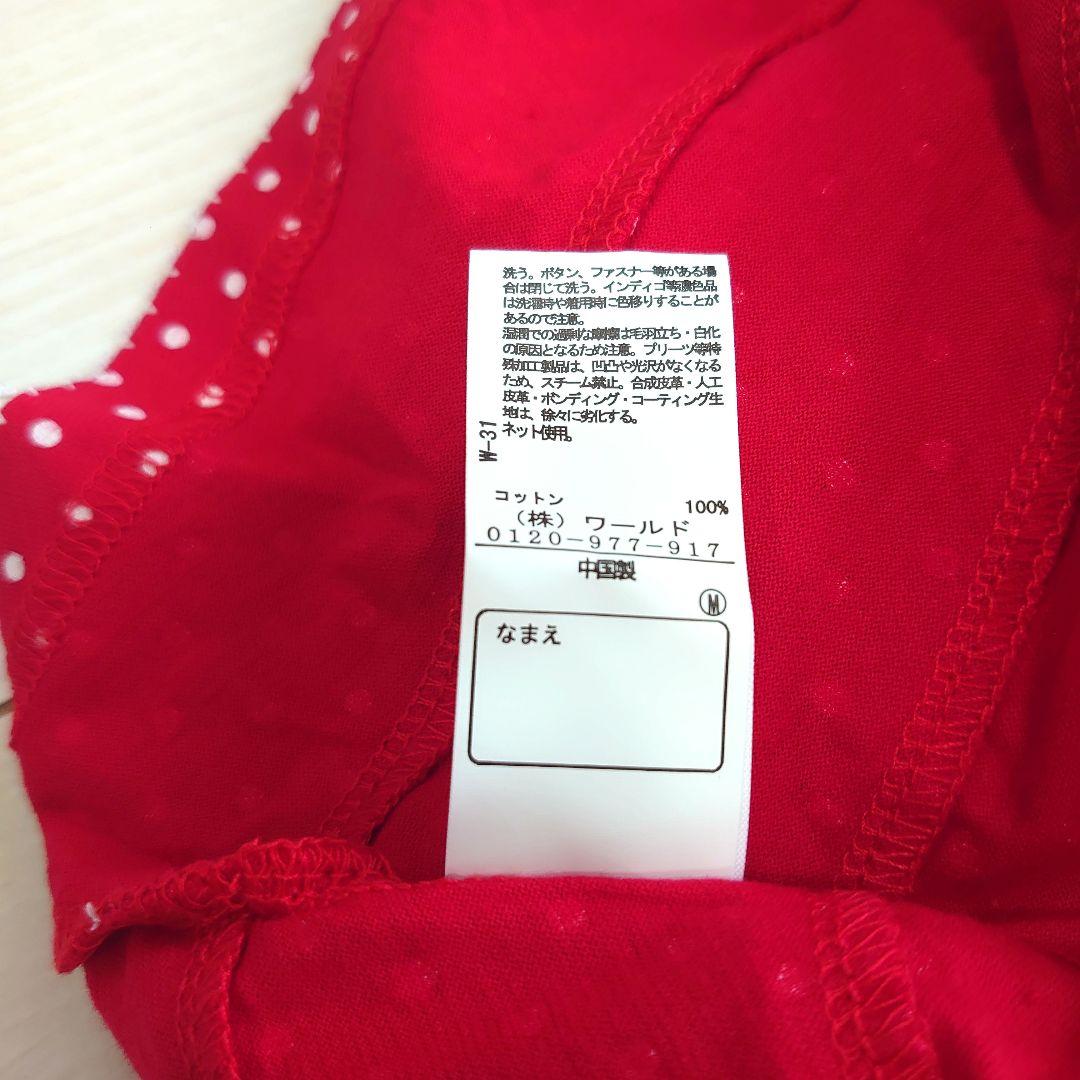 洗う。ボタン、ファスナー等がある場
合は閉じて洗う。インディゴ等濃色品
は洗濯時や着用時に色移りすることが
あるので注意。
湿潤での過剰な摩擦は毛羽立ち・白化
の原因となるため注意。プリーツ等特
殊加工製品は、凹凸や光沢がなくなる
ため、スチーム禁止。合成皮革・人工
皮革・ボンディング・コーティング生
地は、徐々に劣化する。
ネット使用。
W-31
コットン 100%
(株) ワールド
0120-977-917
中国製
M
なまえ